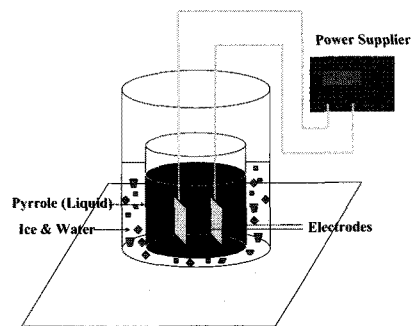 Power Supplier
Pyrrole (Liquid)
Ice & Water
Electrodes